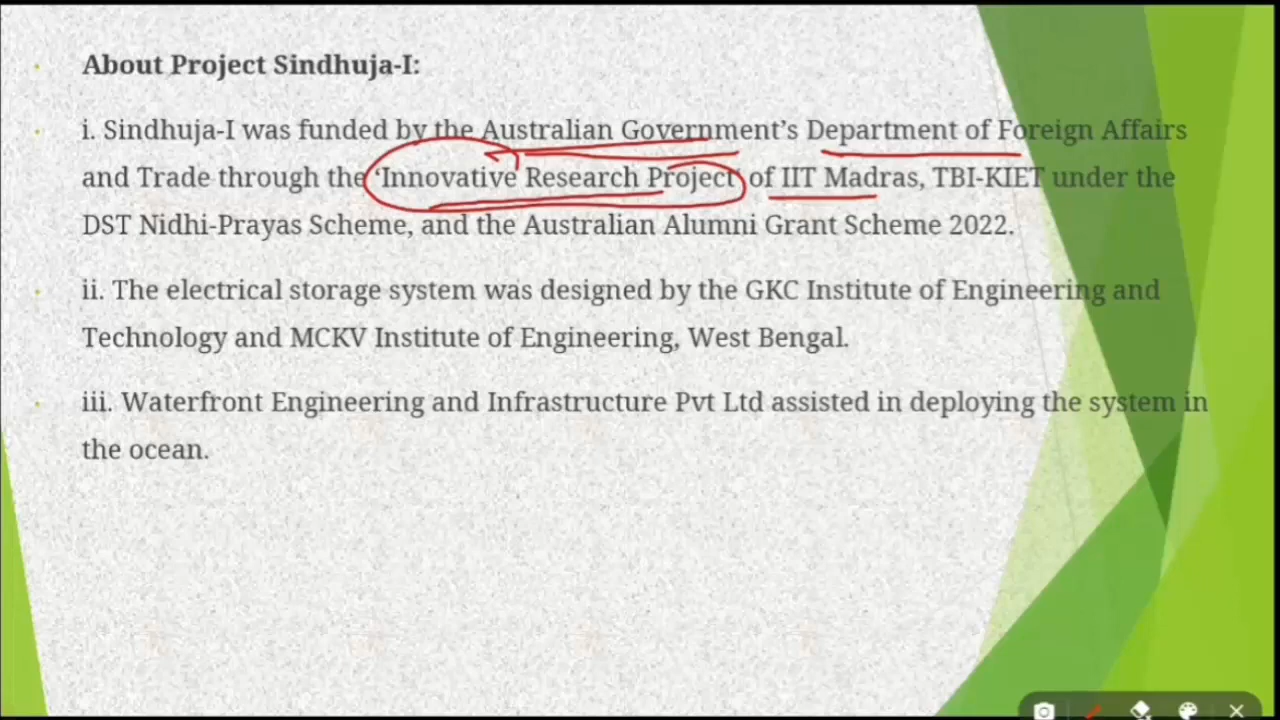 About Project Sindhuja-I:
i. Sindhuja-I was funded by the Australian Government's Department of Foreign Affairs
and Trade through the 'Innovative Research Project' of IIT Madras, TBI-KIET under the
DST Nidhi-Prayas Scheme, and the Australian Alumni Grant Scheme 2022.
ii. The electrical storage system was designed by the GKC Institute of Engineering and
Technology and MCKV Institute of Engineering, West Bengal.
iii. Waterfront Engineering and Infrastructure Pvt Ltd assisted in deploying the system in
the ocean.